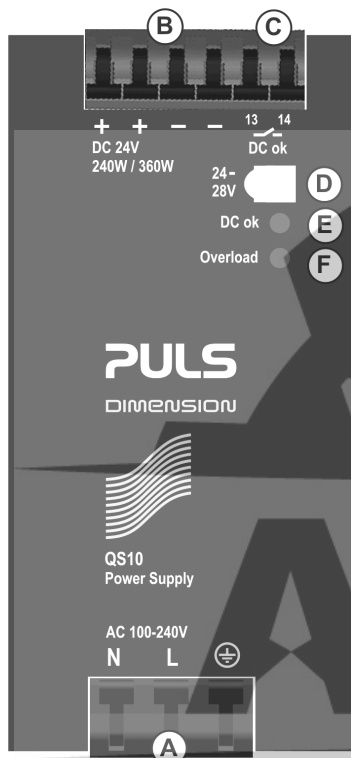 B C
+ + – – 13 14
DC 24V DC ok
240W / 360W
24- D
28V
DC ok E
Overload F
PULS
DIMENSION
QS10
Power Supply
AC 100-240V
N L
A